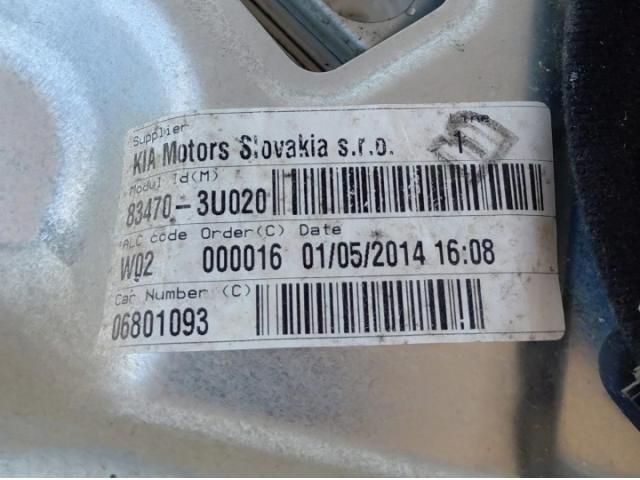 Supplier Line
KIA Motors Slovakia s.r.o. 1
Modul Id(M)
83470-3U020
ALC code Order(C) Date
W02 000016 01/05/2014 16:08
Car Number (C)
06801093